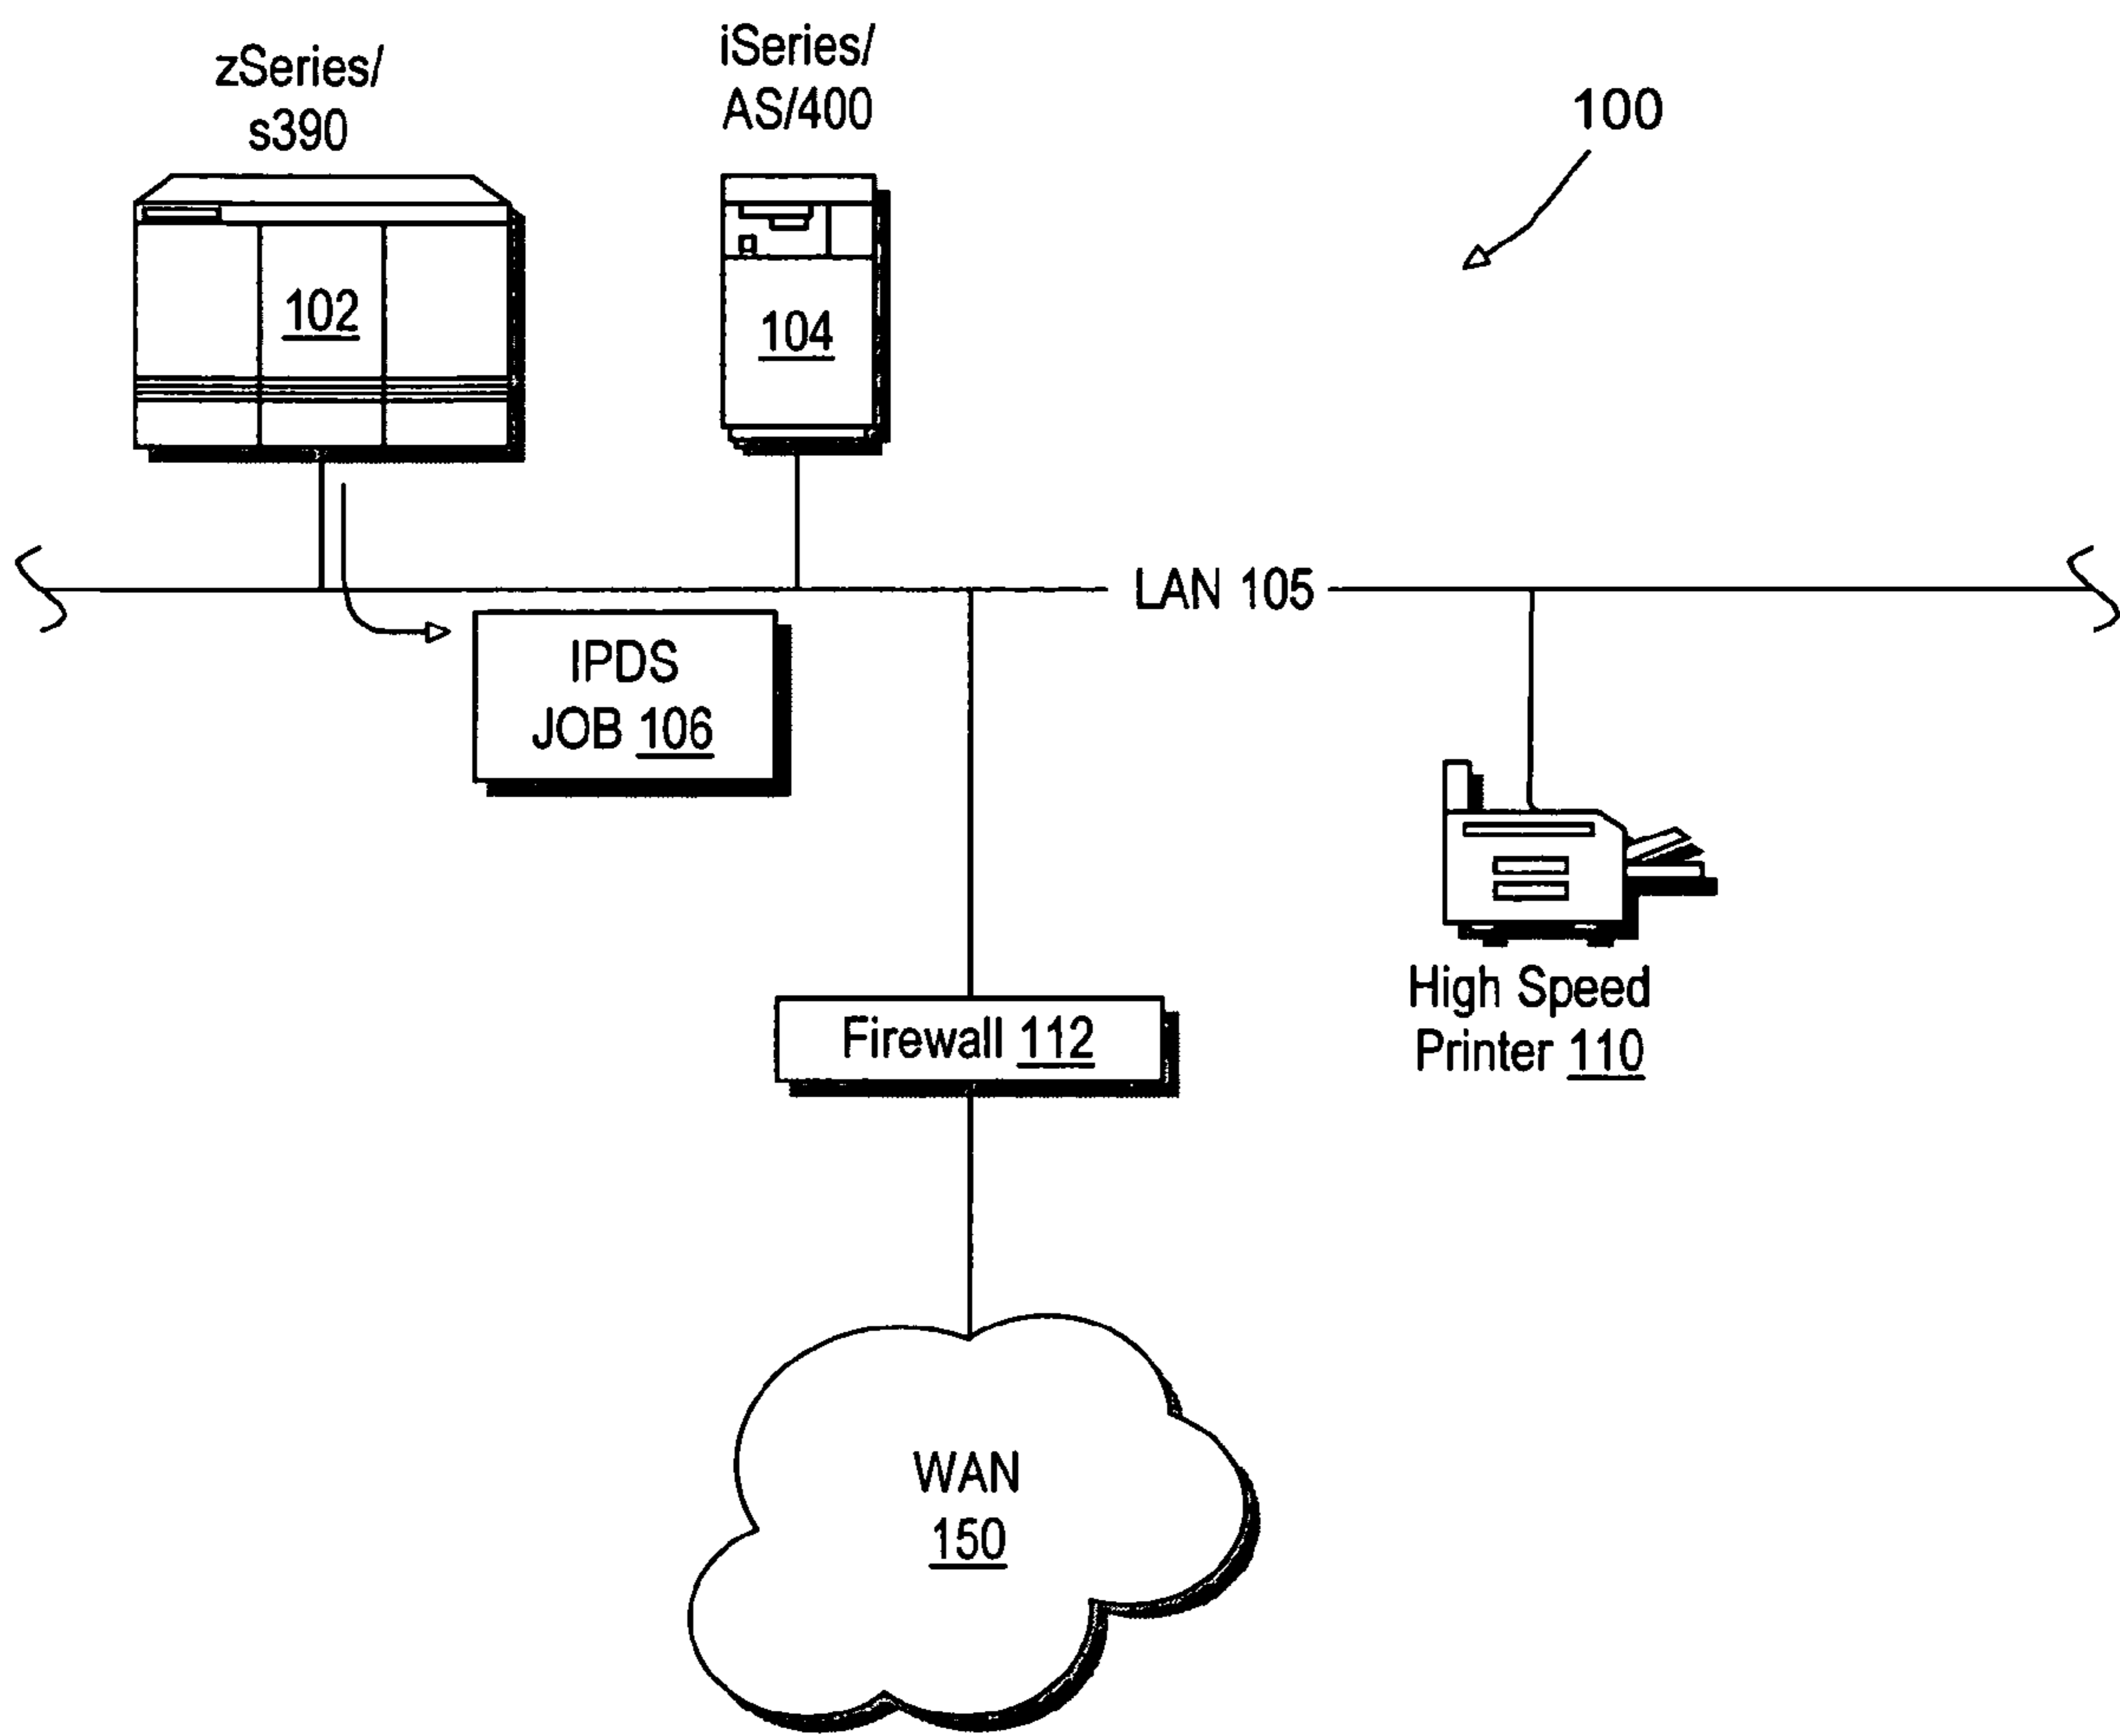 zSeries/
s390
iSeries/
AS/400
100
102
104
LAN 105
IPDS
JOB 106
Firewall 112
High Speed
Printer 110
WAN
150